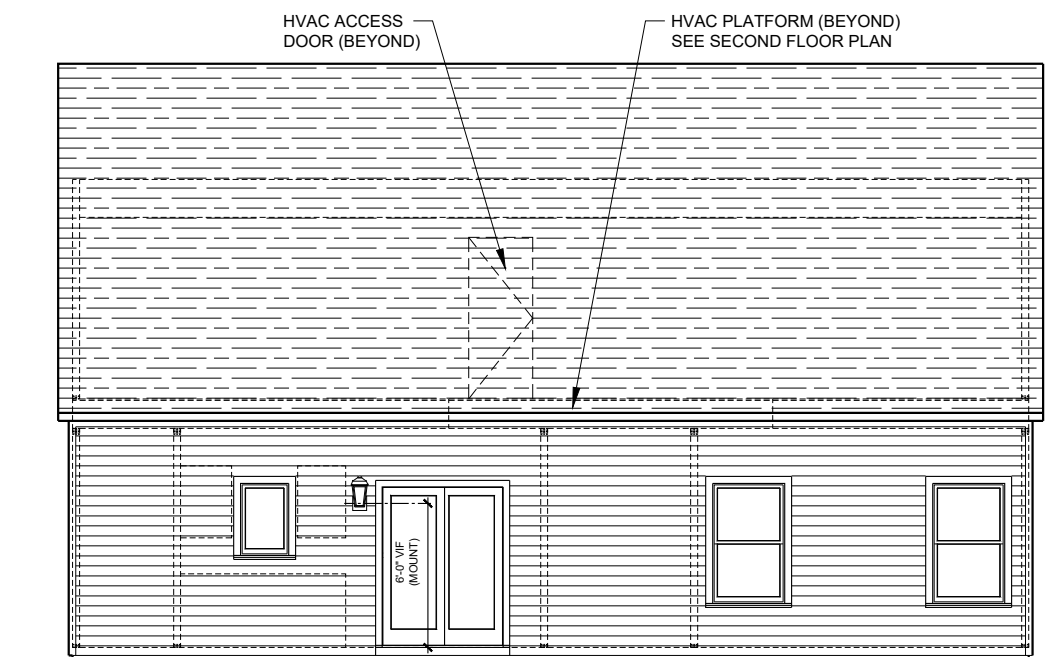 HVAC ACCESS
DOOR (BEYOND)
HVAC PLATFORM (BEYOND)
SEE SECOND FLOOR PLAN
6'-0" VIF
(MOUNT)